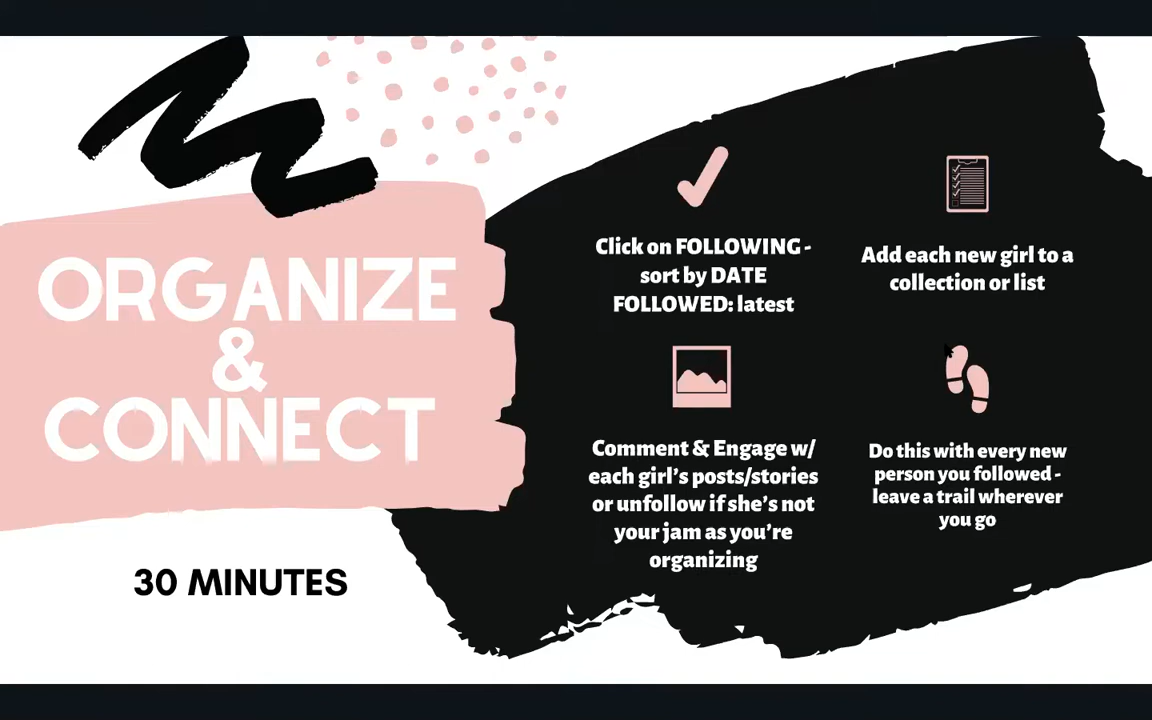 ORGANIZE
&
CONNECT
30 MINUTES
Click on FOLLOWING -
sort by DATE
FOLLOWED: latest
Add each new girl to a
collection or list
Comment & Engage w/
each girl's posts/stories
or unfollow if she's not
your jam as you're
organizing
Do this with every new
person you followed -
leave a trail wherever
you go